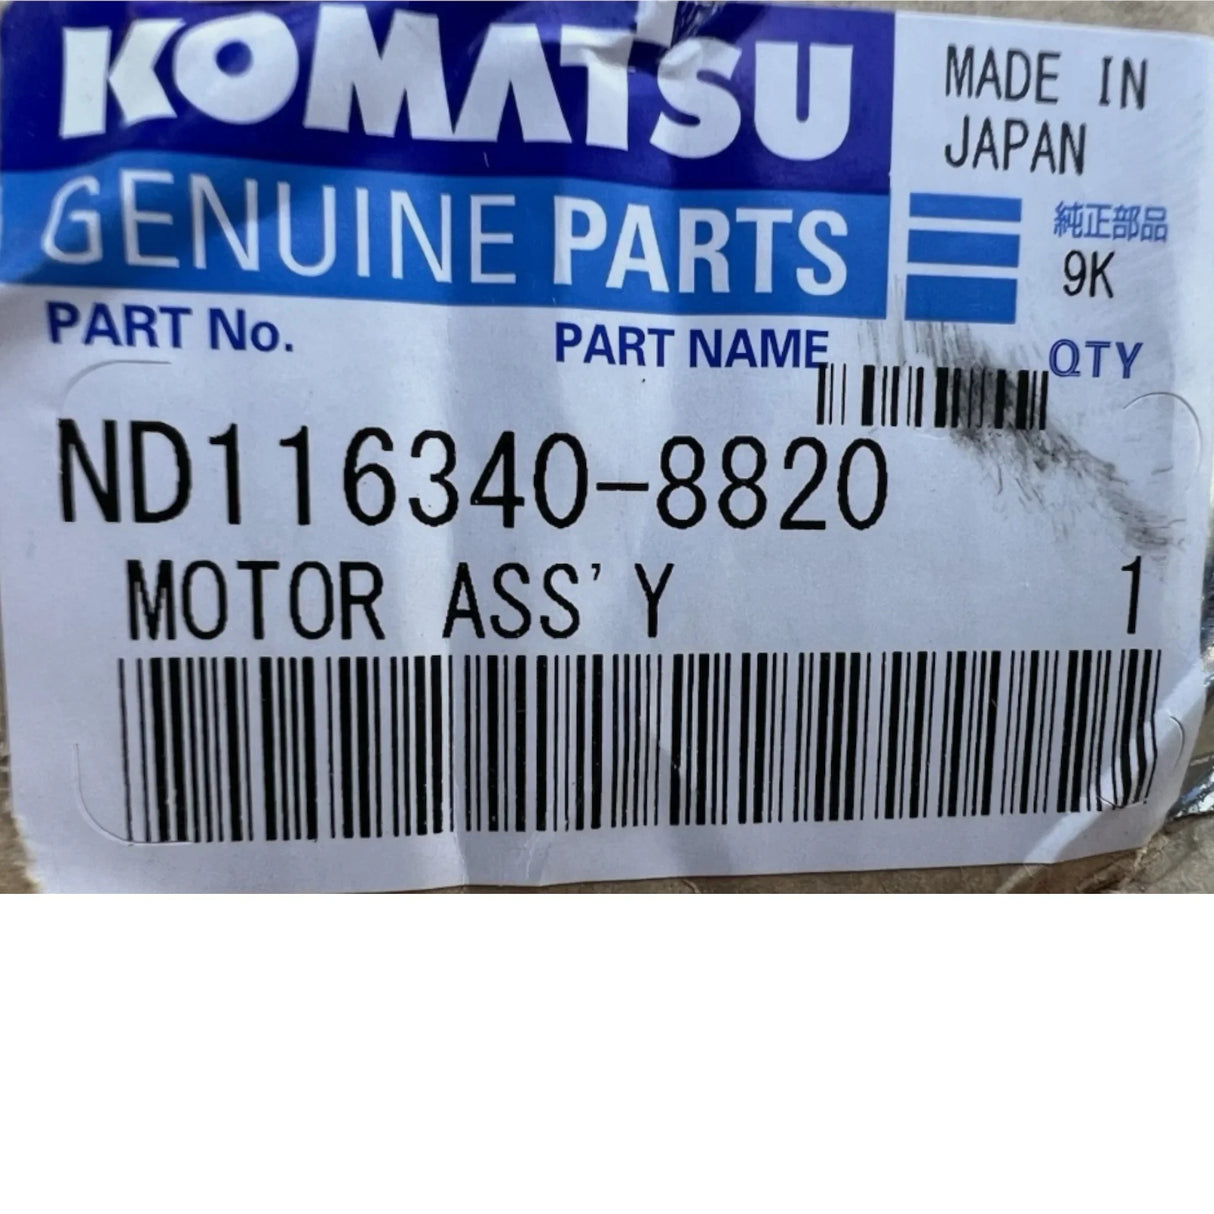 KOMATSU
MADE IN
JAPAN
GENUINE PARTS
純正部品
9K
PART No.
PART NAME
QTY
ND116340-8820
MOTOR ASS'Y
1